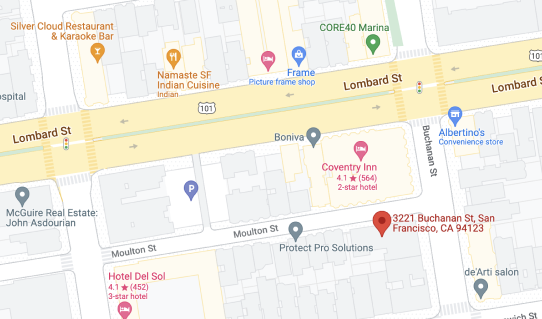 Silver Cloud Restaurant
& Karaoke Bar
CORE40 Marina
Namaste SF
Indian Cuisine
Indian
Frame
Picture frame shop
Lombard St
Lombard St
ospital
101
Lombard St
101
Boniva
Albertino's
Convenience store
Buchanan St
Coventry Inn
4.1 ★ (564)
2-star hotel
P
McGuire Real Estate:
John Asdourian
3221 Buchanan St, San
Francisco, CA 94123
Moulton St
Moulton St
Protect Pro Solutions
Hotel Del Sol
4.1 ★ (452)
3-star hotel
de'Arti salon
wich St